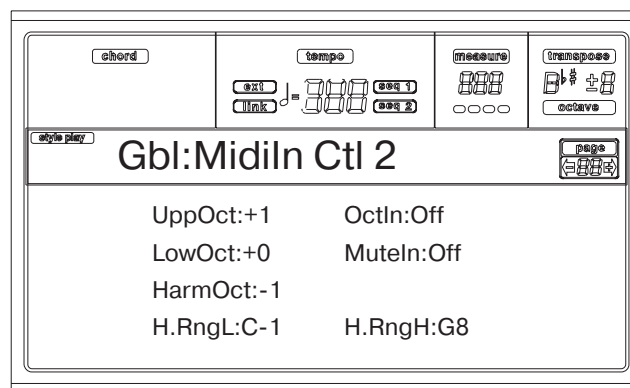 chord
tempo
measure
transpose
ext
seq 1
link
seq 2
octave
style play
Gbl:MidiIn Ctl 2
page
UppOct:+1 OctIn:Off
LowOct:+0 MuteIn:Off
HarmOct:-1
H.RngL:C-1 H.RngH:G8